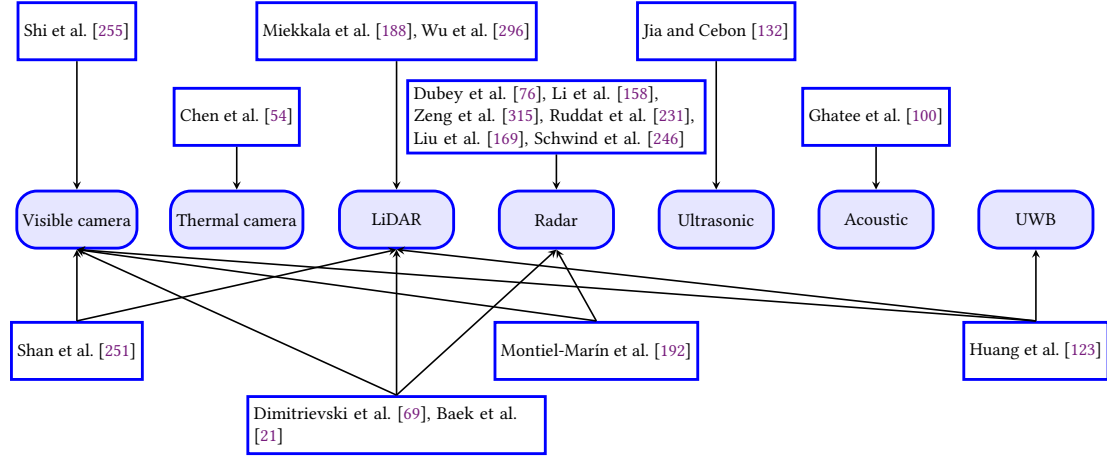 Shi et al. [255]
Miekkala et al. [188], Wu et al. [296]
Jia and Cebon [132]
Chen et al. [54]
Dubey et al. [76], Li et al. [158],
Zeng et al. [315], Ruddat et al. [231],
Liu et al. [169], Schwind et al. [246]
Ghatee et al. [100]
Visible camera
Thermal camera
LiDAR
Radar
Ultrasonic
Acoustic
UWB
Shan et al. [251]
Montiel-Marín et al. [192]
Huang et al. [123]
Dimitrievski et al. [69], Baek et al.
[21]